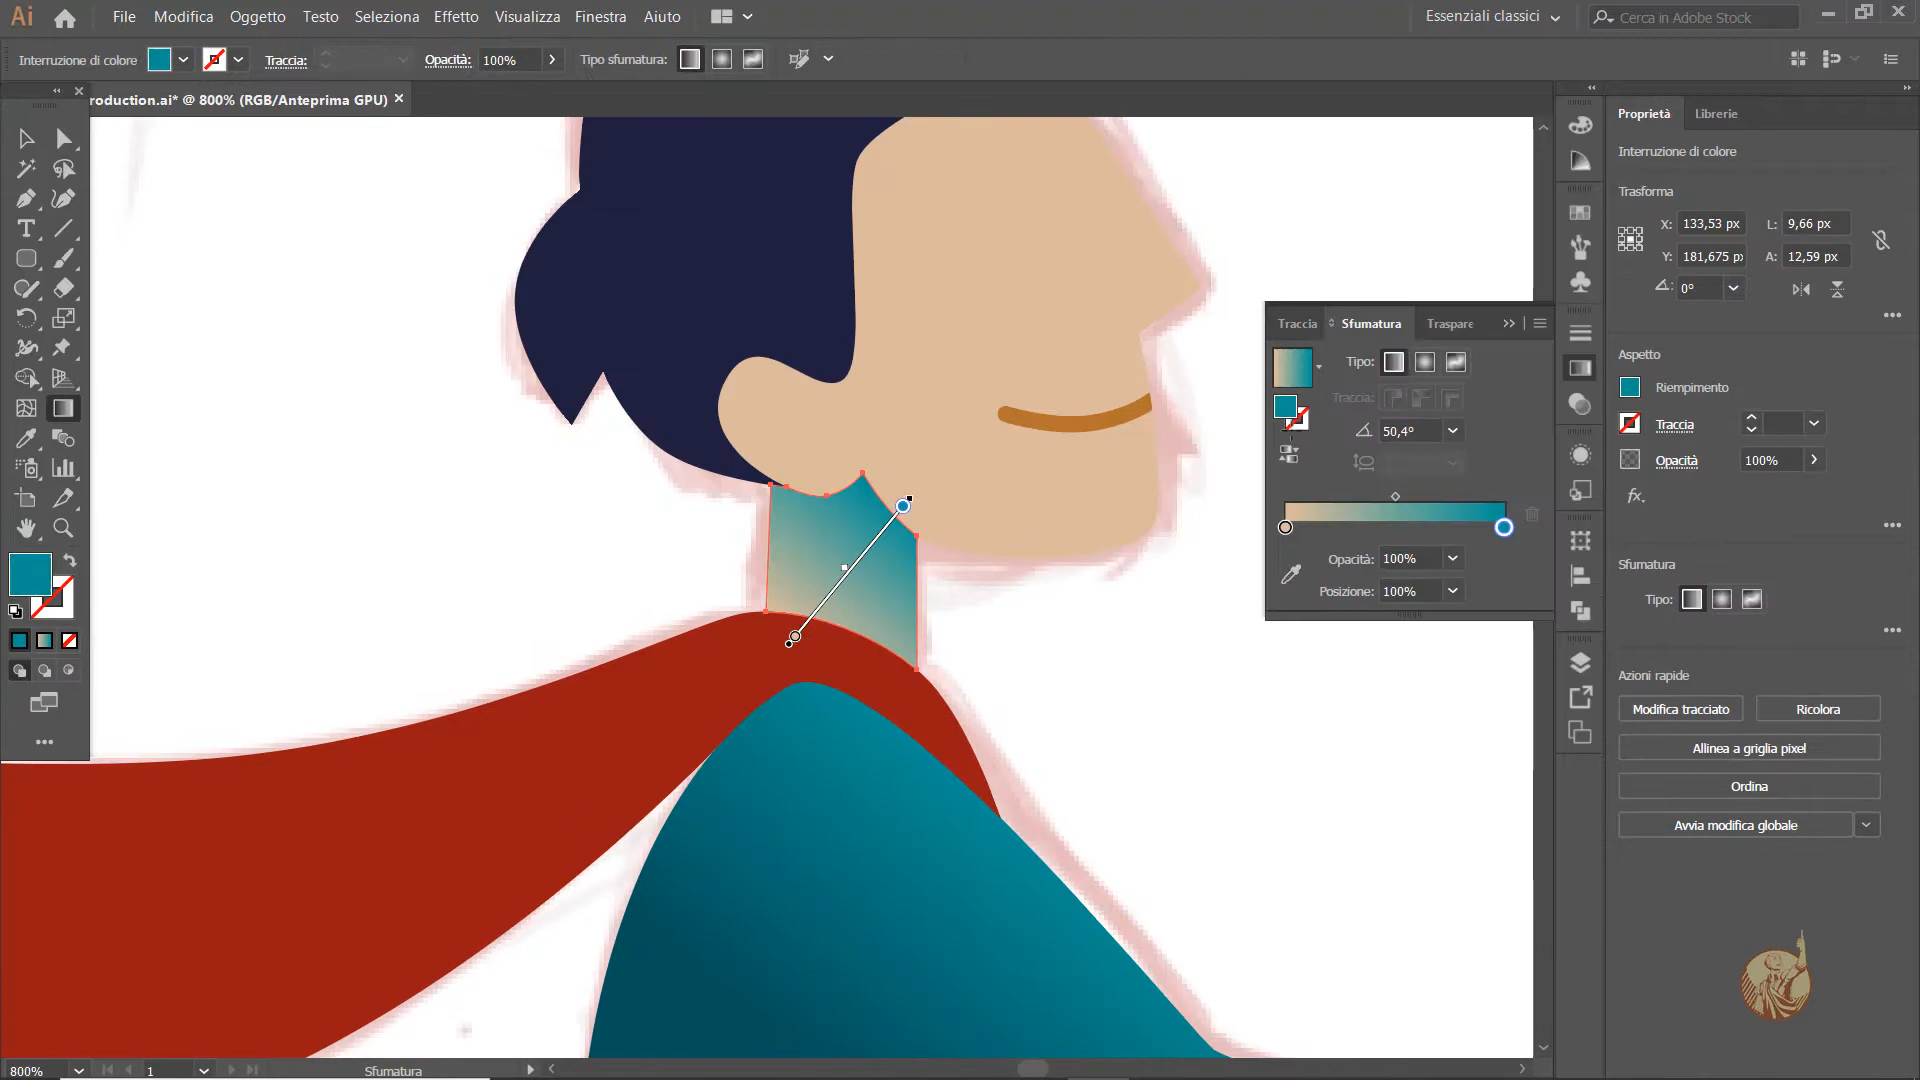 Ai File Modifica Oggetto Testo Seleziona Effetto Visualizza Finestra Aiuto Essenziali classici Cerca in Adobe Stock
Interruzione di colore Traccia: Opacità: 100% Tipo sfumatura:
roduction.ai* @ 800% (RGB/Anteprima GPU) ×
Proprietà Librerie
Interruzione di colore
Trasforma
X: 133,53 px L: 9,66 px
Y: 181,675 px A: 12,59 px
0°
Aspetto
Riempimento
Traccia
Opacità 100%
fx.
Sfumatura
Tipo:
Azioni rapide
Modifica tracciato Ricolora
Allinea a griglia pixel
Ordina
Avvia modifica globale
Traccia Sfumatura Traspare
Tipo:
Traccia:
50,4°
Opacità: 100%
Posizione: 100%
800% 1 Sfumatura